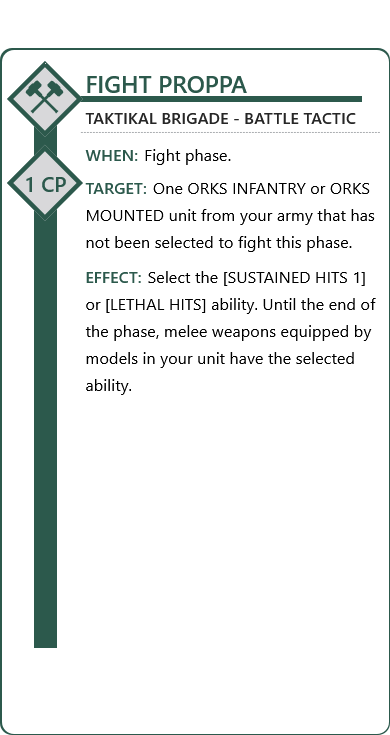 FIGHT PROPPA
TAKTIKAL BRIGADE - BATTLE TACTIC
WHEN: Fight phase.
1 CP
TARGET: One ORKS INFANTRY or ORKS
MOUNTED unit from your army that has
not been selected to fight this phase.
EFFECT: Select the [SUSTAINED HITS 1]
or [LETHAL HITS] ability. Until the end of
the phase, melee weapons equipped by
models in your unit have the selected
ability.